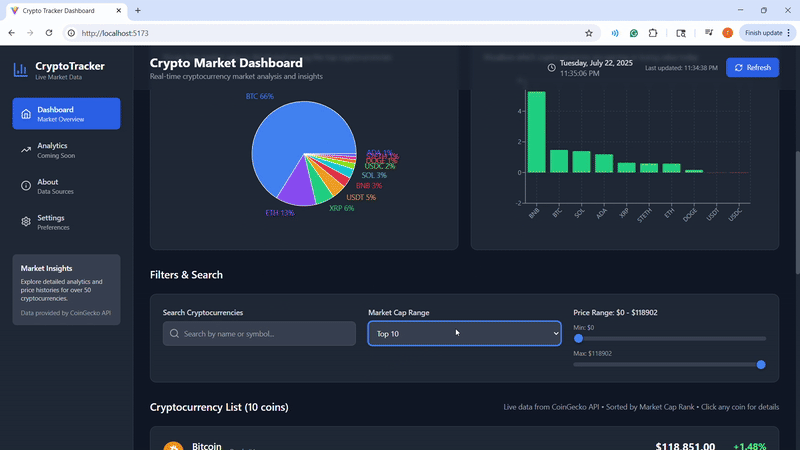 Crypto Tracker Dashboard
http://localhost:5173
Finish update
CryptoTracker
Live Market Data
Dashboard
Market Overview
Analytics
Coming Soon
About
Data Sources
Settings
Preferences
Market Insights
Explore detailed analytics and
price histories for over 50
cryptocurrencies.
Data provided by CoinGecko API
Crypto Market Dashboard
Real-time cryptocurrency market analysis and insights
Tuesday, July 22, 2025
11:35:06 PM
Last updated: 11:34:38 PM
Refresh
BTC 66%
ADA 1%
DOGE 1%
USDC 2%
SOL 3%
BNB 3%
USDT 5%
XRP 6%
ETH 13%
4
2
0
-2
BNB
BTC
SOL
ADA
XRP
STETH
ETH
DOGE
USDT
USDC
Filters & Search
Search Cryptocurrencies
Search by name or symbol...
Market Cap Range
Top 10
Price Range: $0 - $118902
Min: $0
Max: $118902
Cryptocurrency List (10 coins)
Live data from CoinGecko API • Sorted by Market Cap Rank • Click any coin for details
Bitcoin
$118,851.00
+1.48%